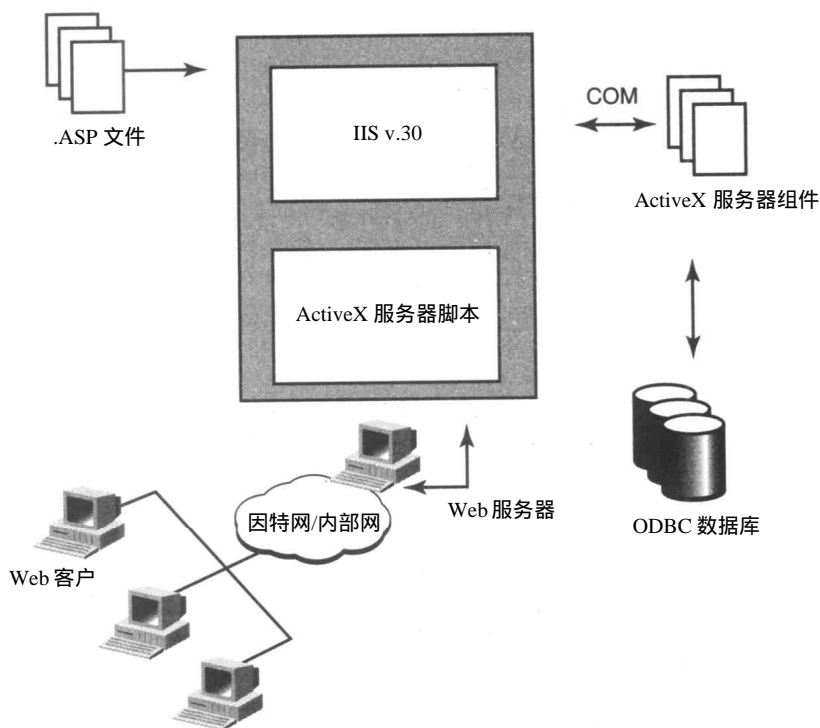 .ASP 文件
IIS v.30
COM
ActiveX 服务器组件
ActiveX 服务器脚本
Web 服务器
因特网/内部网
ODBC 数据库
Web 客户